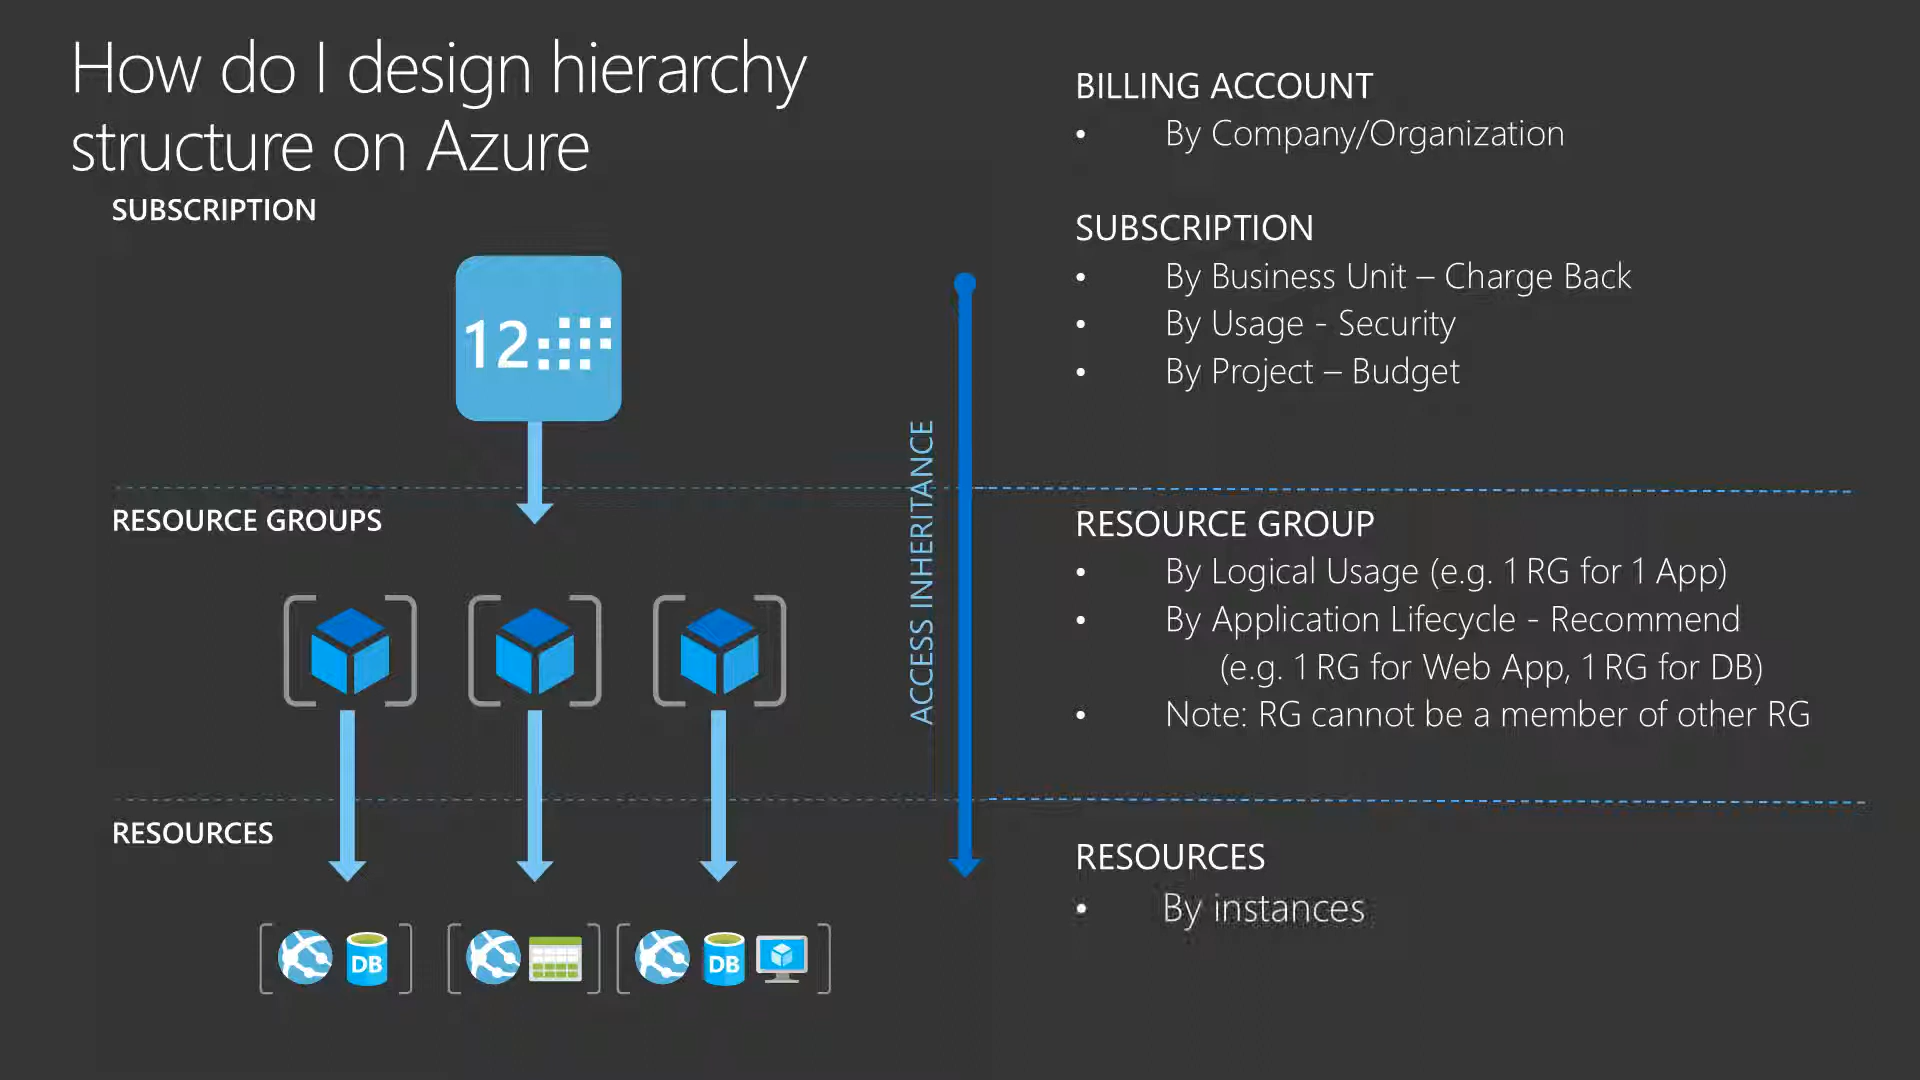 How do I design hierarchy
structure on Azure
SUBSCRIPTION
12
RESOURCE GROUPS
RESOURCES
DB
DB
ACCESS INHERITANCE
BILLING ACCOUNT
• By Company/Organization
SUBSCRIPTION
• By Business Unit – Charge Back
• By Usage - Security
• By Project – Budget
RESOURCE GROUP
• By Logical Usage (e.g. 1 RG for 1 App)
• By Application Lifecycle - Recommend
(e.g. 1 RG for Web App, 1 RG for DB)
• Note: RG cannot be a member of other RG
RESOURCES
• By instances